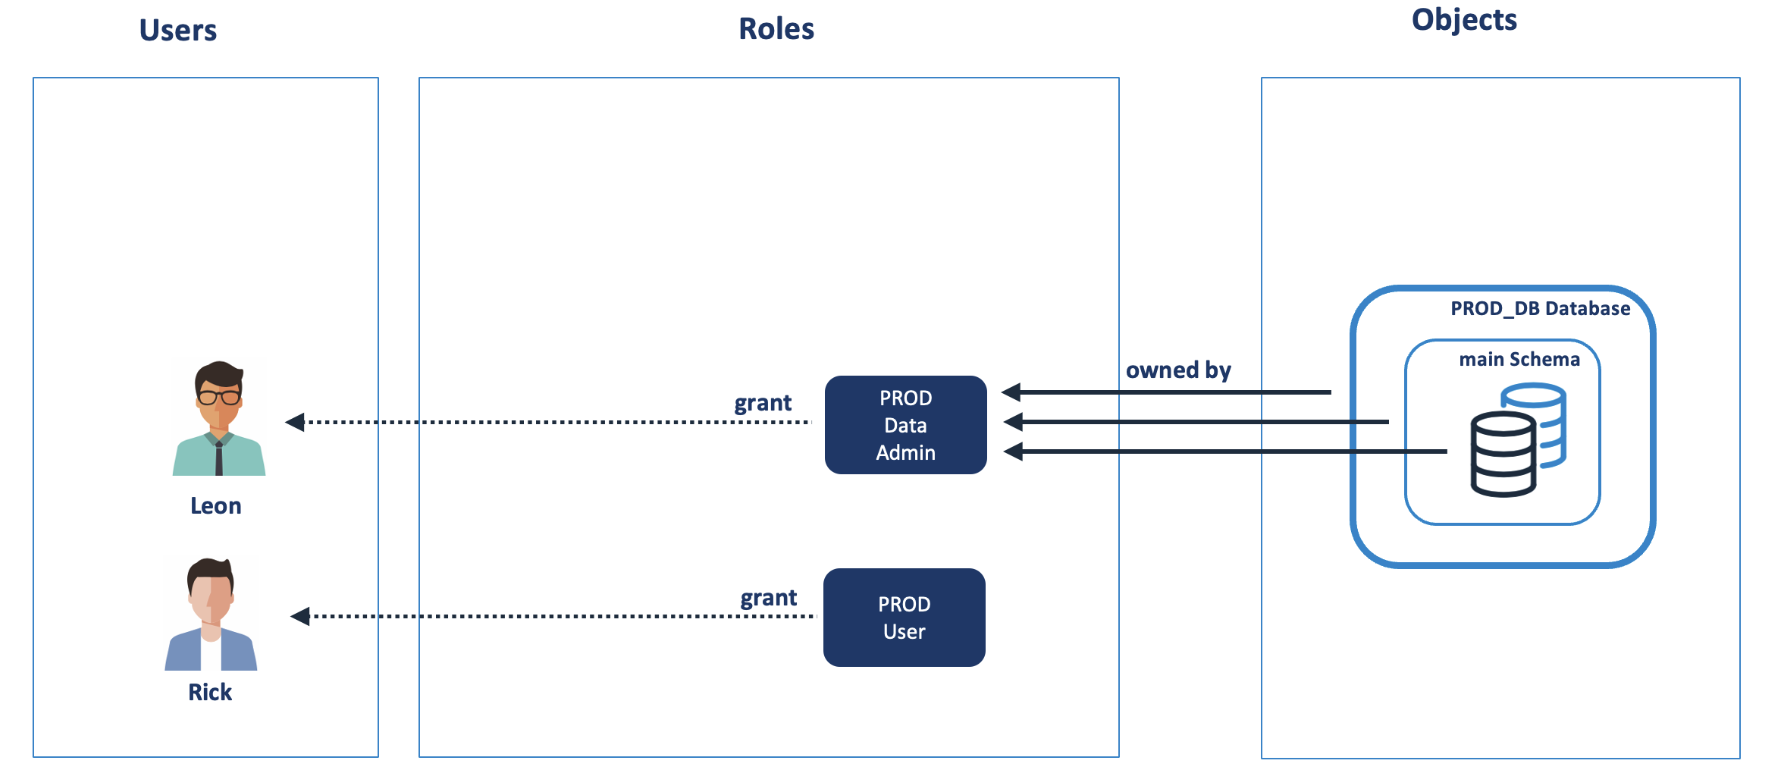 Users
Roles
Objects
PROD_DB Database
main Schema
owned by
grant
PROD
Data
Admin
Leon
grant
PROD
User
Rick